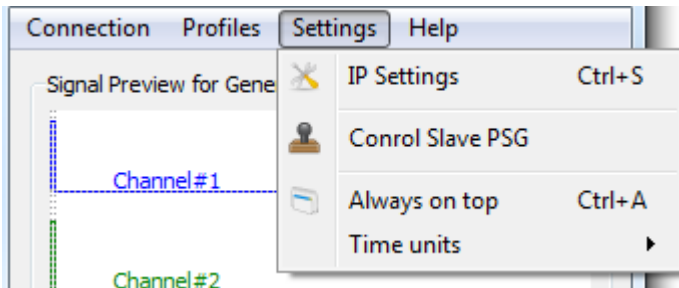 Connection Profiles Settings Help
Signal Preview for Gene
IP Settings Ctrl+S
Conrol Slave PSG
Channel#1
Always on top Ctrl+A
Time units
Channel#2